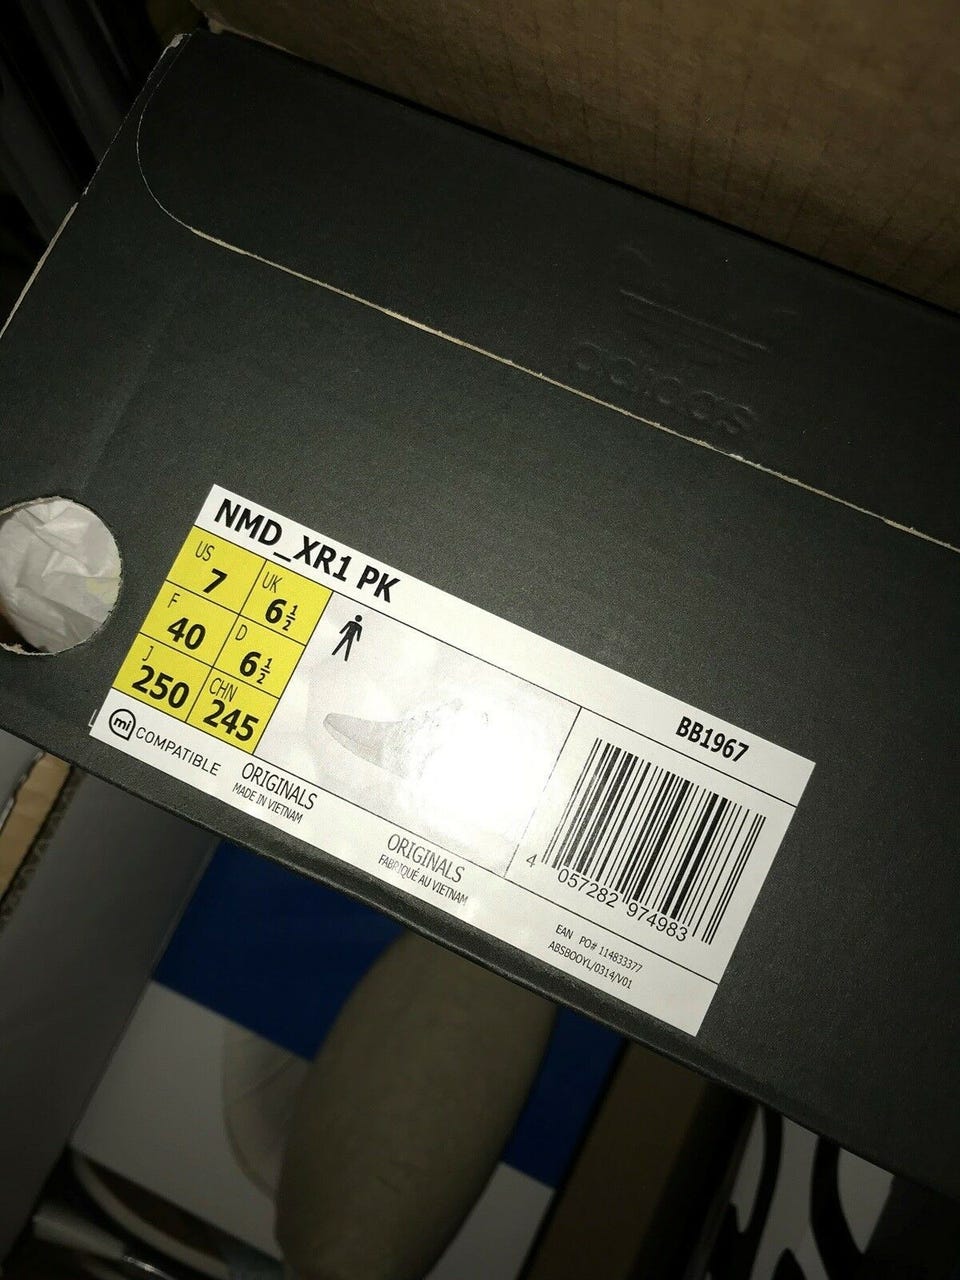 adidas
NMD_XR1 PK
US 7 UK 6½
F 40 D 6½
J 250 CHN 245
mi COMPATIBLE
ORIGINALS
MADE IN VIETNAM
ORIGINALS
FABRIQUÉ AU VIETNAM
BB1967
4 057282 974983
EAN PO# 114833377
ABSBOOYL/0314/V01